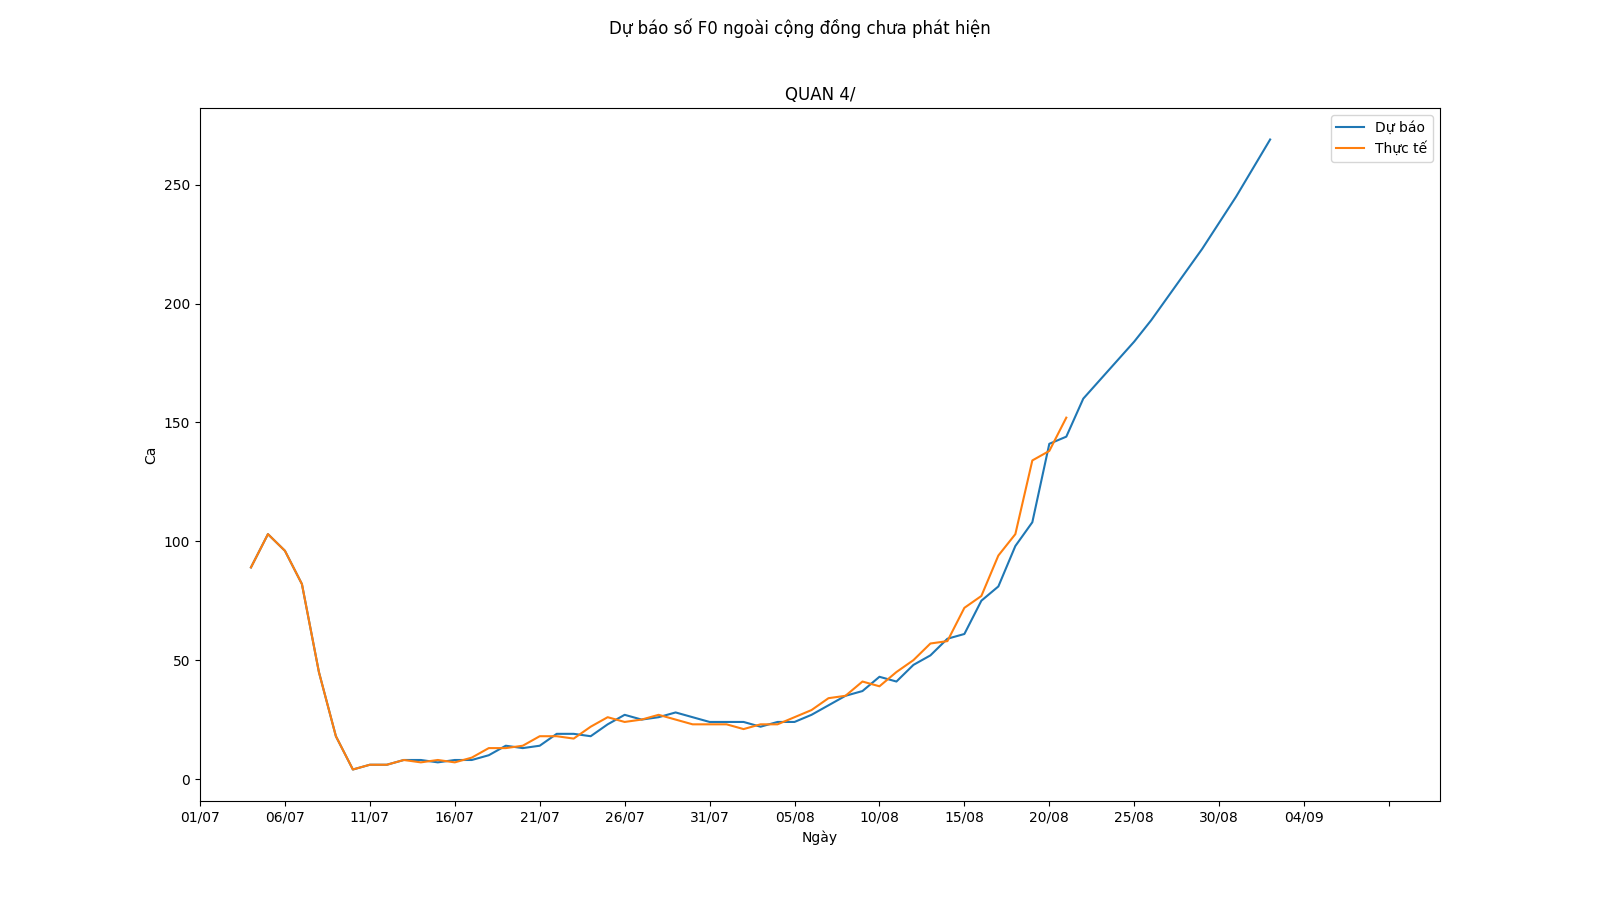 Dự báo số F0 ngoài cộng đồng chưa phát hiện
QUAN 4/
Dự báo
Thực tế
250
200
150
100
50
0
Ca
01/07 06/07 11/07 16/07 21/07 26/07 31/07 05/08 10/08 15/08 20/08 25/08 30/08 04/09
Ngày